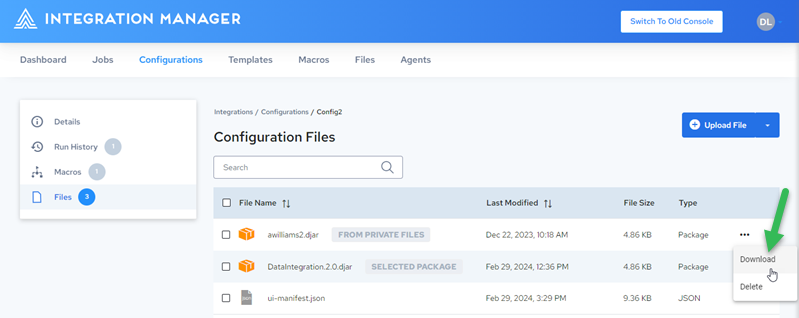 INTEGRATION MANAGER
Switch To Old Console
DL
Dashboard Jobs Configurations Templates Macros Files Agents
Details
Run History 1
Macros 1
Files 3
Integrations / Configurations / Config2
Configuration Files
Upload File
Search
File Name Last Modified File Size Type
awilliams2.djar FROM PRIVATE FILES Dec 22, 2023, 10:18 AM 4.86 KB Package
DataIntegration.2.0.djar SELECTED PACKAGE Feb 29, 2024, 12:36 PM 4.86 KB Package
ui-manifest.json Feb 29, 2024, 3:29 PM 9.36 KB JSON
Download
Delete